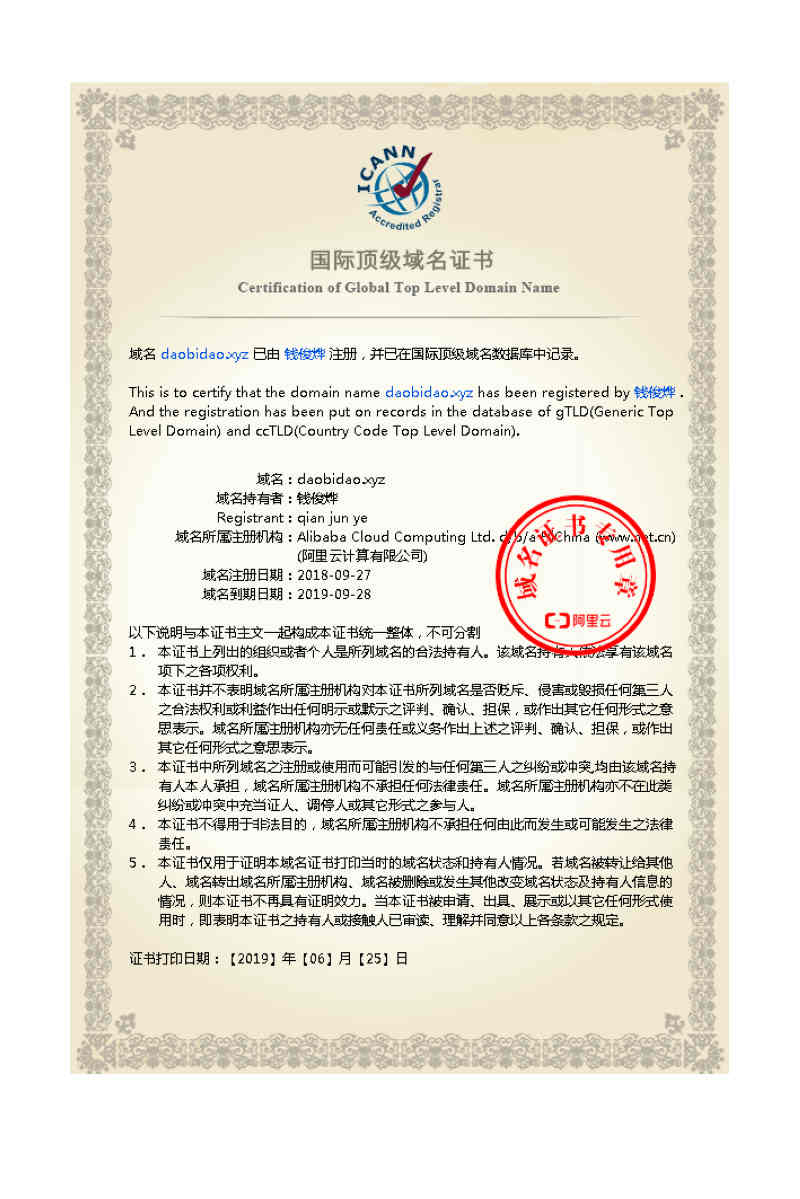 ICANN
Accredited Registrar
国际顶级域名证书
Certification of Global Top Level Domain Name
域名 daobidao.xyz 已由 钱俊烨 注册，并已在国际顶级域名数据库中记录。
This is to certify that the domain name daobidao.xyz has been registered by 钱俊烨 .
And the registration has been put on records in the database of gTLD(Generic Top
Level Domain) and ccTLD(Country Code Top Level Domain).
域名：daobidao.xyz
域名持有者：钱俊烨
Registrant：qian jun ye
域名所属注册机构：Alibaba Cloud Computing Ltd. d/b/a HiChina (www.net.cn)
(阿里云计算有限公司)
域名注册日期：2018-09-27
域名到期日期：2019-09-28
域名证书专用章
阿里云
以下说明与本证书主文一起构成本证书统一整体，不可分割
1． 本证书上列出的组织或者个人是所列域名的合法持有人。该域名持有人依法享有该域名
项下之各项权利。
2． 本证书并不表明域名所属注册机构对本证书所列域名是否贬斥、侵害或毁损任何第三人
之合法权利或利益作出任何明示或默示之评判、确认、担保，或作出其它任何形式之意
思表示。域名所属注册机构亦无任何责任或义务作出上述之评判、确认、担保，或作出
其它任何形式之意思表示。
3． 本证书中所列域名之注册或使用而可能引发的与任何第三人之纠纷或冲突,均由该域名持
有人本人承担，域名所属注册机构不承担任何法律责任。域名所属注册机构亦不在此类
纠纷或冲突中充当证人、调停人或其它形式之参与人。
4． 本证书不得用于非法目的，域名所属注册机构不承担任何由此而发生或可能发生之法律
责任。
5． 本证书仅用于证明本域名证书打印当时的域名状态和持有人情况。若域名被转让给其他
人、域名转出域名所属注册机构、域名被删除或发生其他改变域名状态及持有人信息的
情况，则本证书不再具有证明效力。当本证书被申请、出具、展示或以其它任何形式使
用时，即表明本证书之持有人或接触人已审读、理解并同意以上各条款之规定。
证书打印日期：【2019】年【06】月【25】日